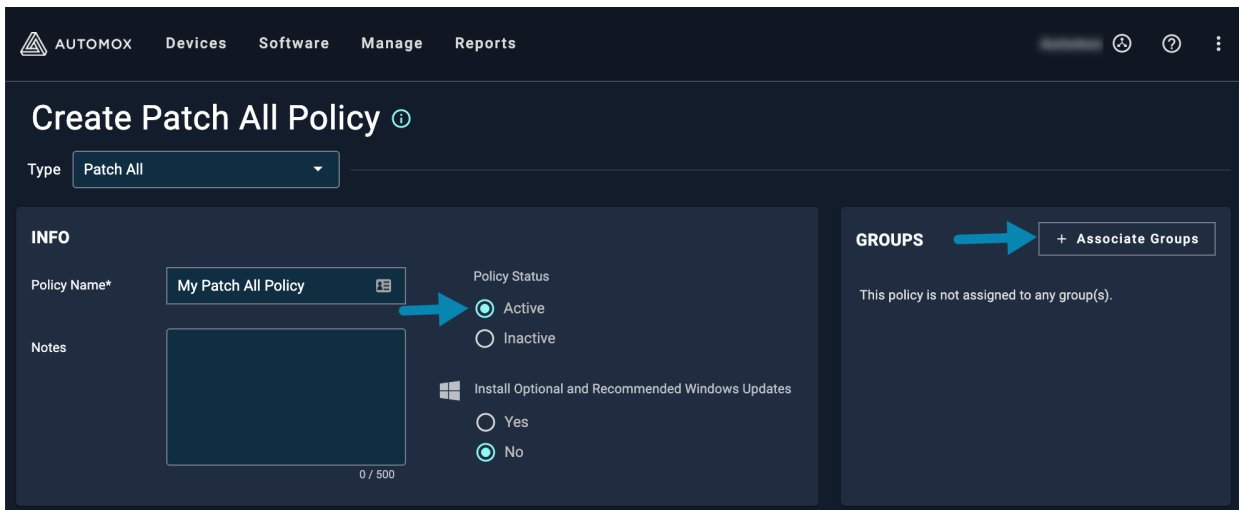 AUTOMOX Devices Software Manage Reports
Create Patch All Policy
Type Patch All
INFO
Policy Name* My Patch All Policy
Notes
0 / 500
Policy Status
Active
Inactive
Install Optional and Recommended Windows Updates
Yes
No
GROUPS + Associate Groups
This policy is not assigned to any group(s).